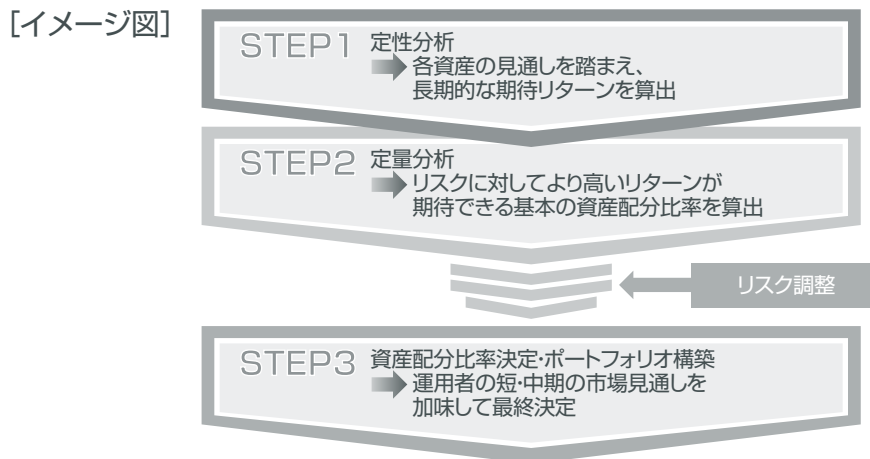 [イメージ図]
STEP1 定性分析
各資産の見通しを踏まえ、
長期的な期待リターンを算出
STEP2 定量分析
リスクに対してより高いリターンが
期待できる基本の資産配分比率を算出
リスク調整
STEP3 資産配分比率決定・ポートフォリオ構築
運用者の短・中期の市場見通しを
加味して最終決定